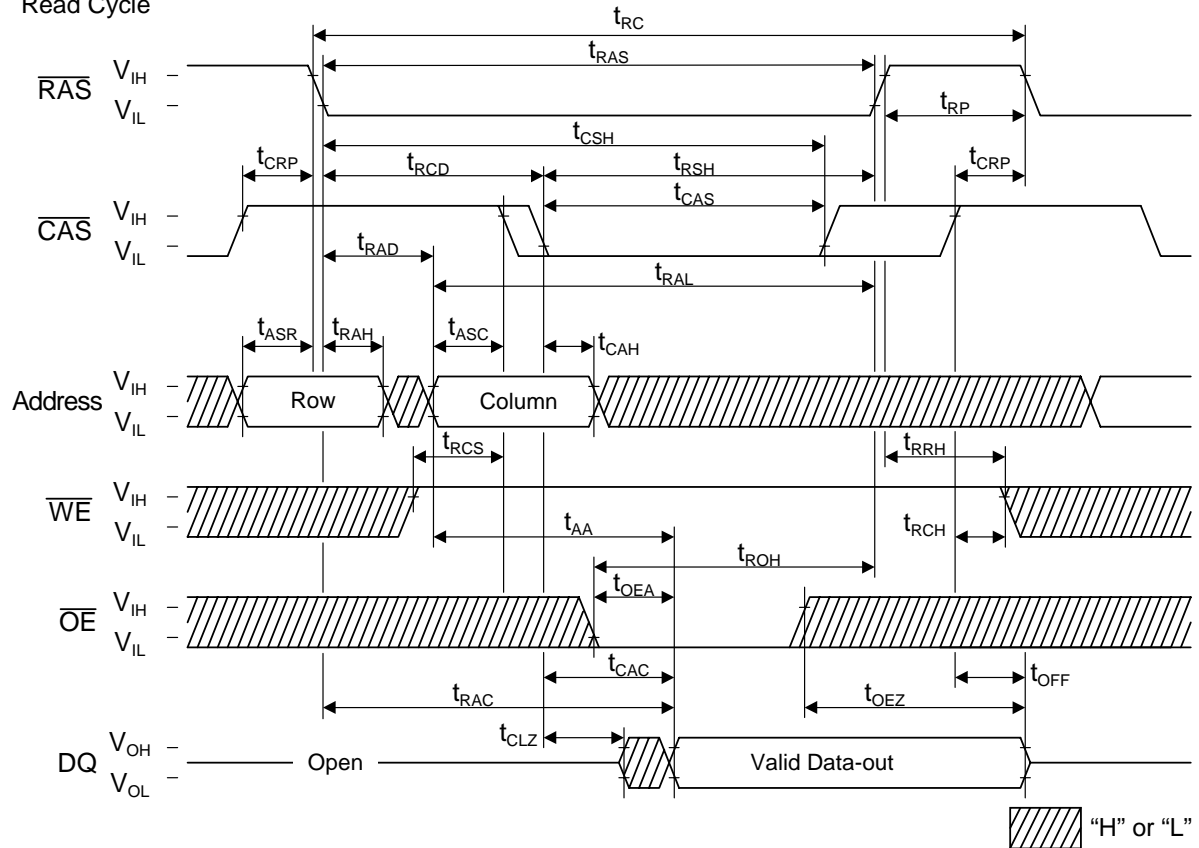 Read Cycle
tRC
tRAS
RAS
VIH
VIL
tRP
tCSH
tCRP
tRCD
tRSH
tCRP
tCAS
CAS
VIH
VIL
tRAD
tRAL
tASR
tRAH
tASC
tCAH
Address
VIH
VIL
Row
Column
tRCS
tRRH
WE
VIH
VIL
tAA
tRCH
tROH
tOEA
OE
VIH
VIL
tCAC
tOFF
tRAC
tOEZ
tCLZ
DQ
VOH
VOL
Open
Valid Data-out
“H” or “L”